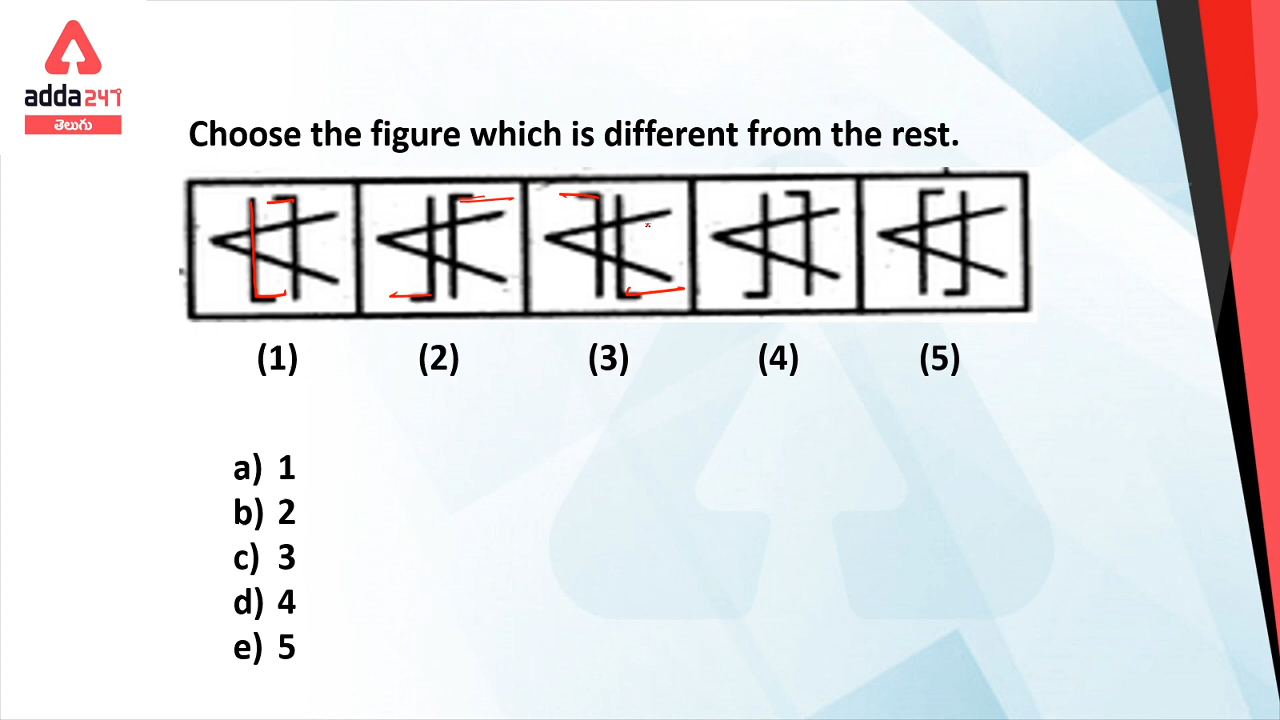 adda247
తెలుగు
Choose the figure which is different from the rest.
(1) (2) (3) (4) (5)
a) 1
b) 2
c) 3
d) 4
e) 5